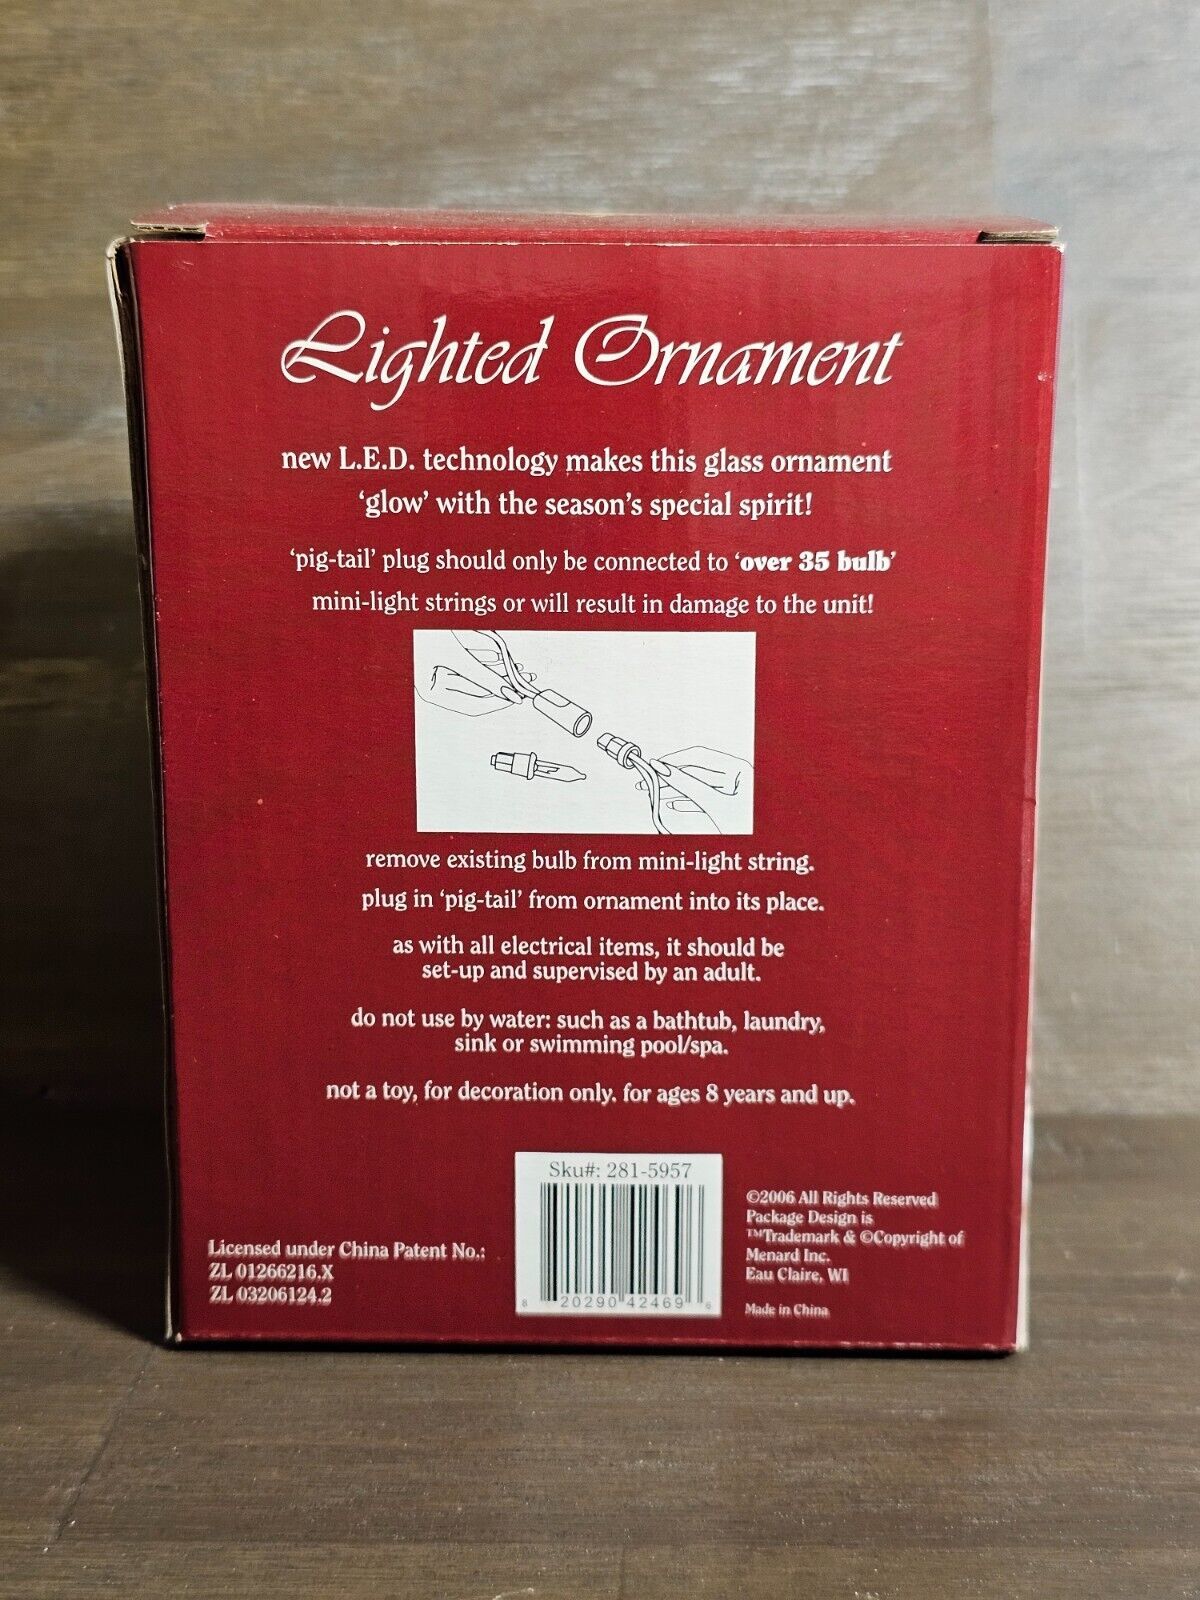 Lighted Ornament
new L.E.D. technology makes this glass ornament
‘glow’ with the season’s special spirit!
‘pig-tail’ plug should only be connected to ‘over 35 bulb’
mini-light strings or will result in damage to the unit!
remove existing bulb from mini-light string.
plug in ‘pig-tail’ from ornament into its place.
as with all electrical items, it should be
set-up and supervised by an adult.
do not use by water: such as a bathtub, laundry,
sink or swimming pool/spa.
not a toy, for decoration only. for ages 8 years and up.
Licensed under China Patent No.:
ZL 01266216.X
ZL 03206124.2
Sku#: 281-5957
8 20290 42469 6
©2006 All Rights Reserved
Package Design is
™Trademark & ©Copyright of
Menard Inc.
Eau Claire, WI
Made in China